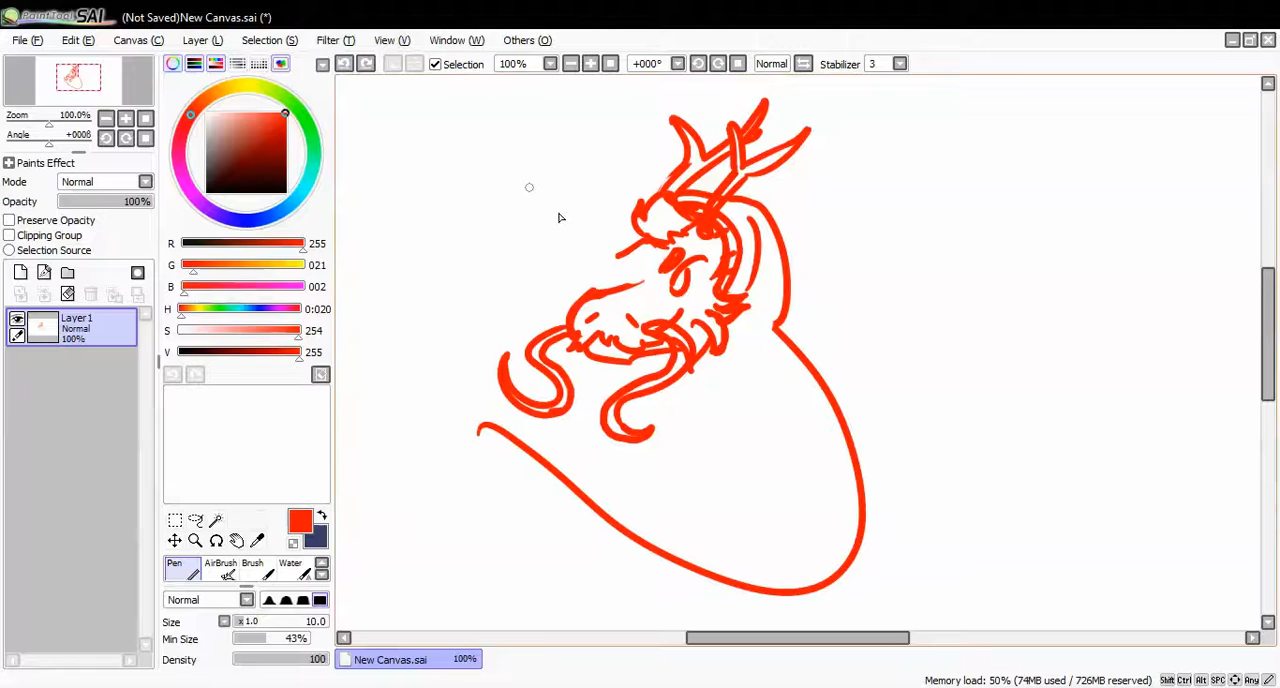 PaintTool SAI (Not Saved)New Canvas.sai (*)
File (F) Edit (E) Canvas (C) Layer (L) Selection (S) Filter (T) View (V) Window (W) Others (O)
Selection 100% +000° Normal Stabilizer 3
Zoom 100.0%
Angle +000ß
Paints Effect
Mode Normal
Opacity 100%
Preserve Opacity
Clipping Group
Selection Source
Layer1
Normal
100%
R 255
G 021
B 002
H 0:020
S 254
V 255
Pen AirBrush Brush Water
Normal
Size x 1.0 10.0
Min Size 43%
Density 100
New Canvas.sai 100%
Memory load: 50% (74MB used / 726MB reserved) Shift Ctrl Alt SPC Any